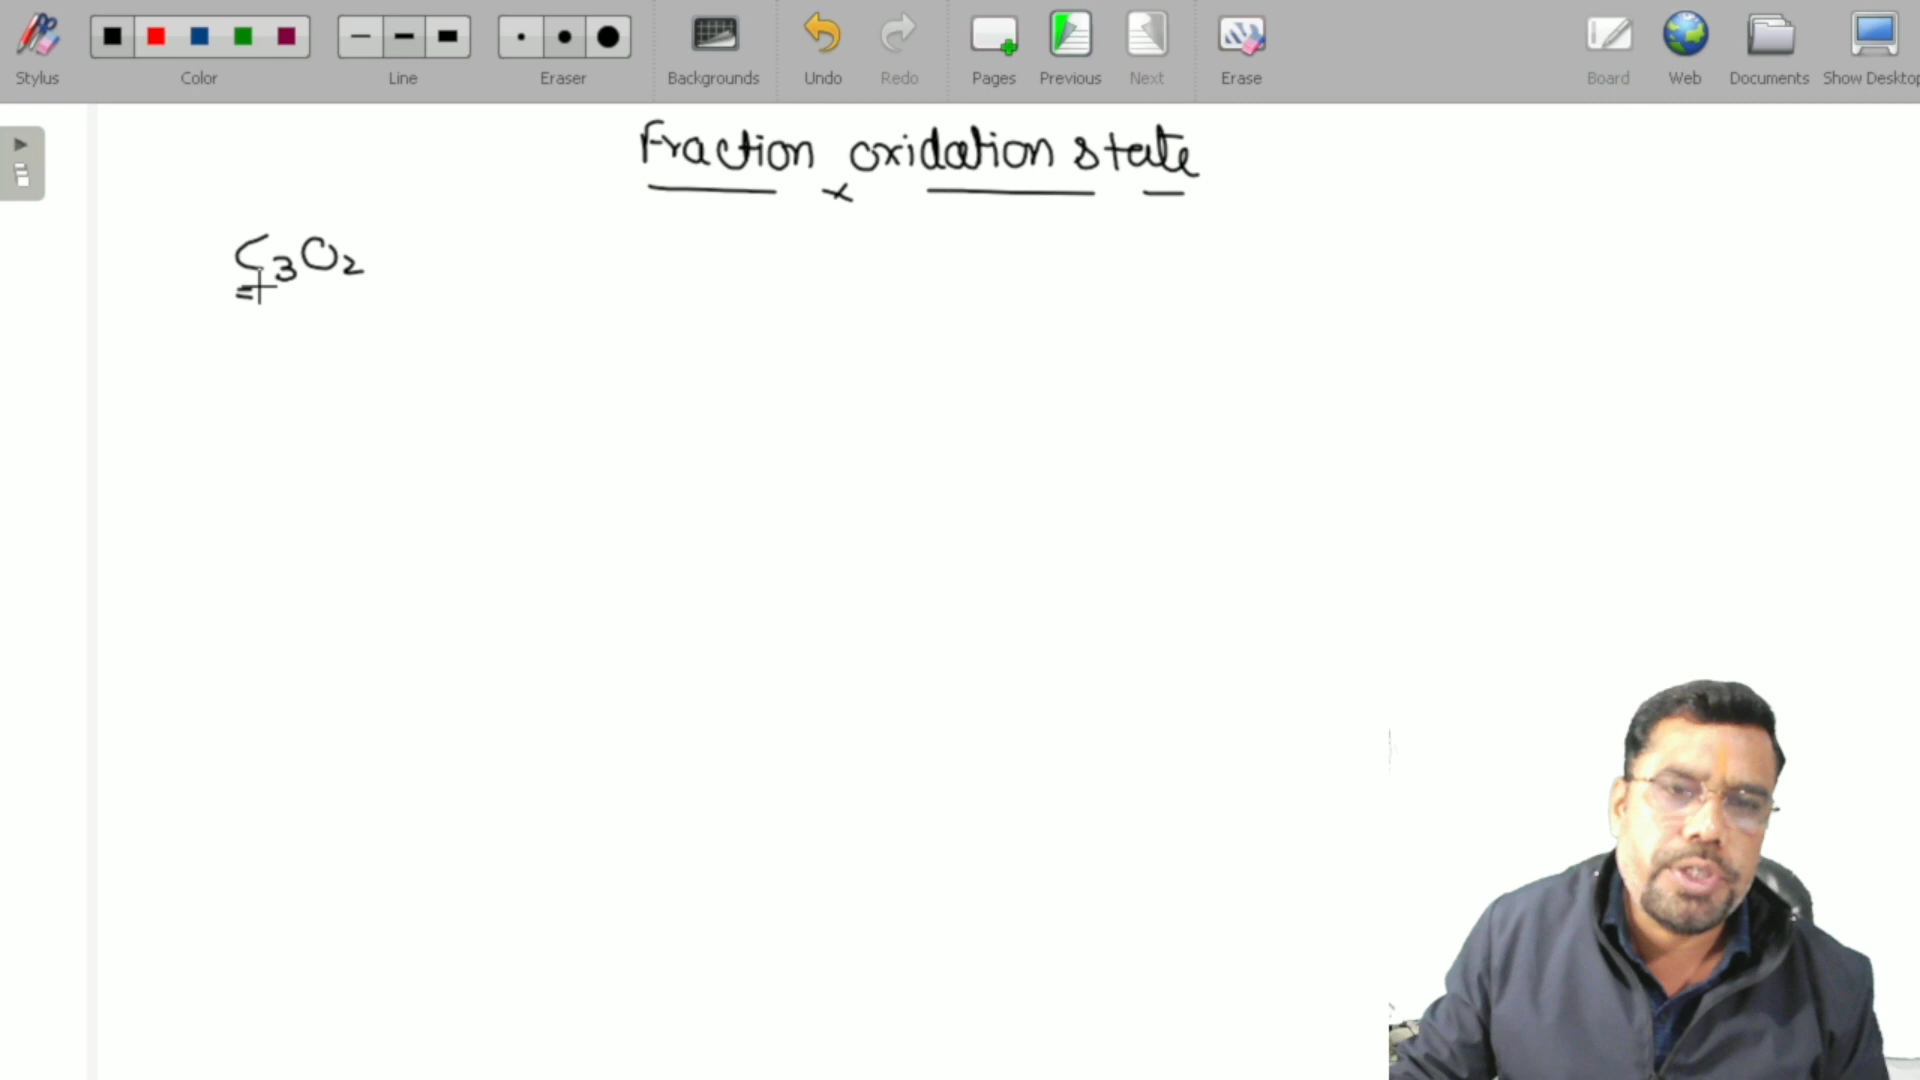 Stylus Color Line Eraser Backgrounds Undo Redo Pages Previous Next Erase Board Web Documents Show Desktop
Fraction oxidation state
C₃O₂